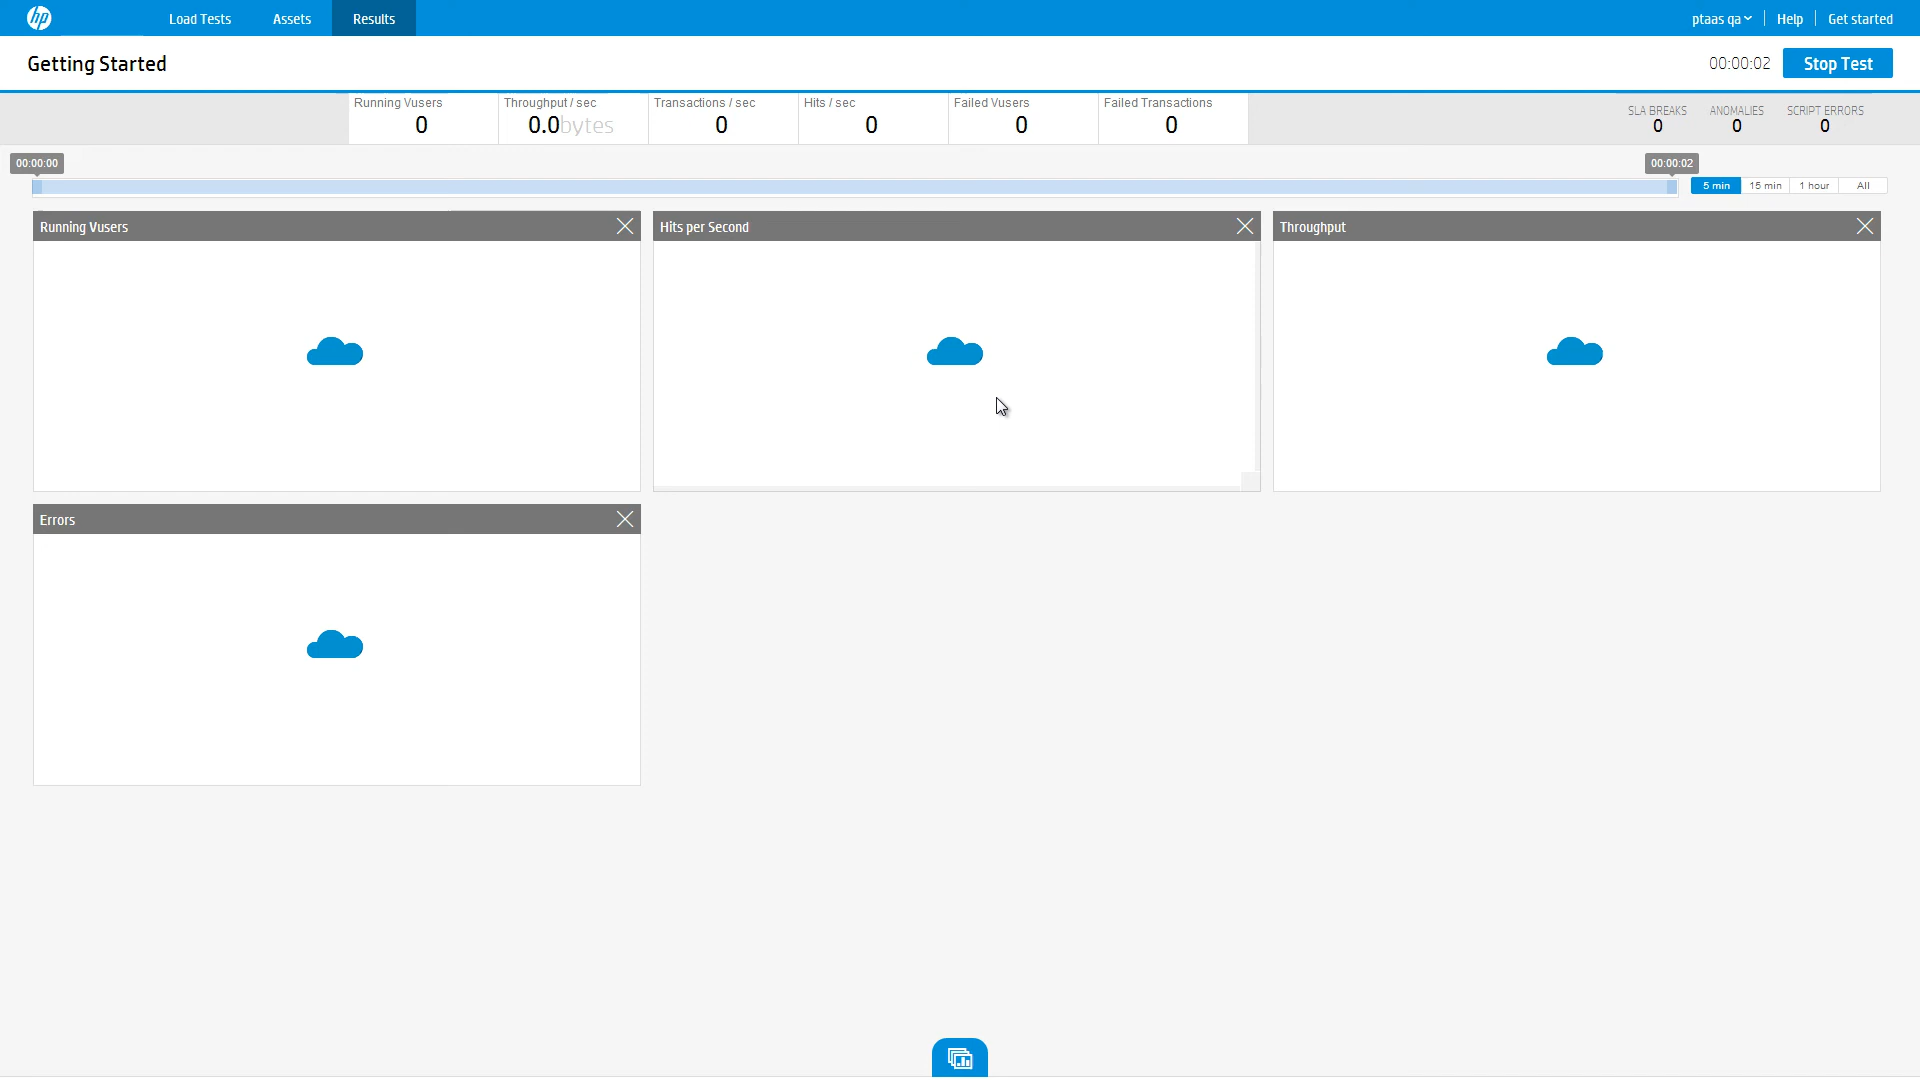 hp Load Tests Assets Results ptaas qa Help Get started
Getting Started 00:00:02 Stop Test
Running Vusers Throughput / sec Transactions / sec Hits / sec Failed Vusers Failed Transactions SLA BREAKS ANOMALIES SCRIPT ERRORS
0 0.0bytes 0 0 0 0 0 0 0
00:00:00 00:00:02
5 min 15 min 1 hour All
Running Vusers Hits per Second Throughput
Errors